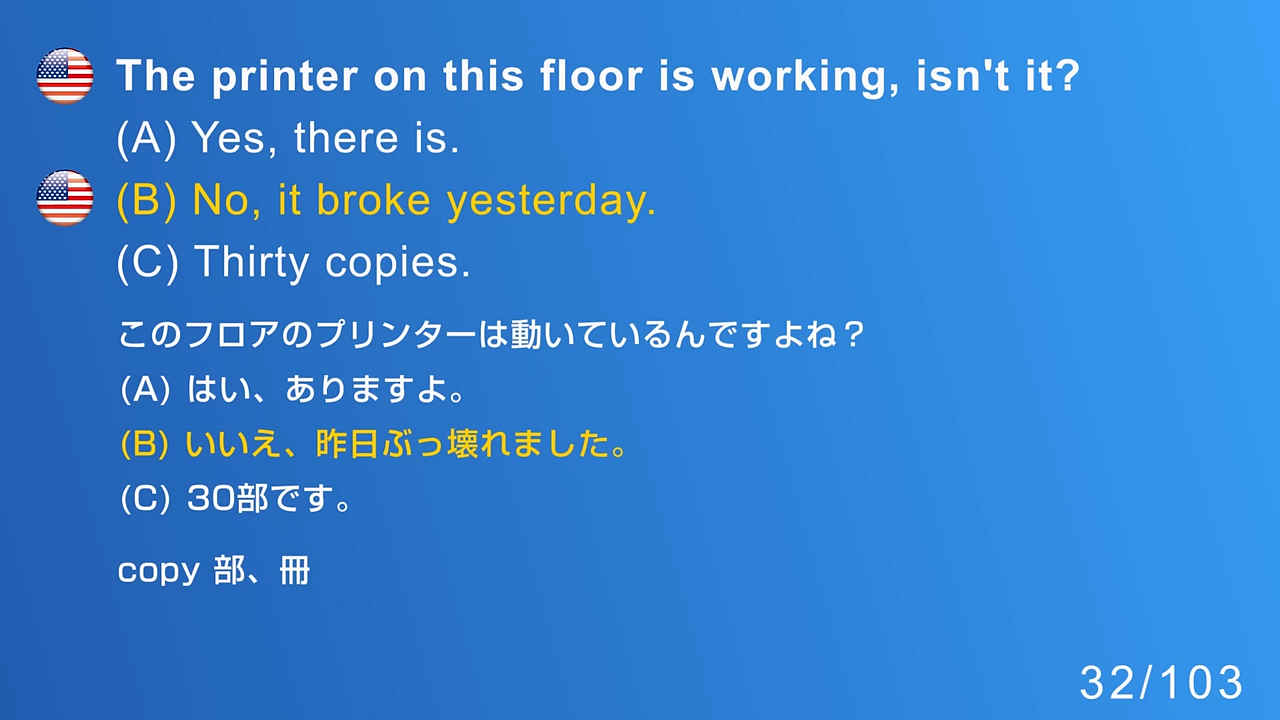 The printer on this floor is working, isn't it?
(A) Yes, there is.
(B) No, it broke yesterday.
(C) Thirty copies.
このフロアのプリンターは動いているんですよね？
(A) はい、ありますよ。
(B) いいえ、昨日ぶっ壊れました。
(C) 30部です。
copy 部、冊
32/103